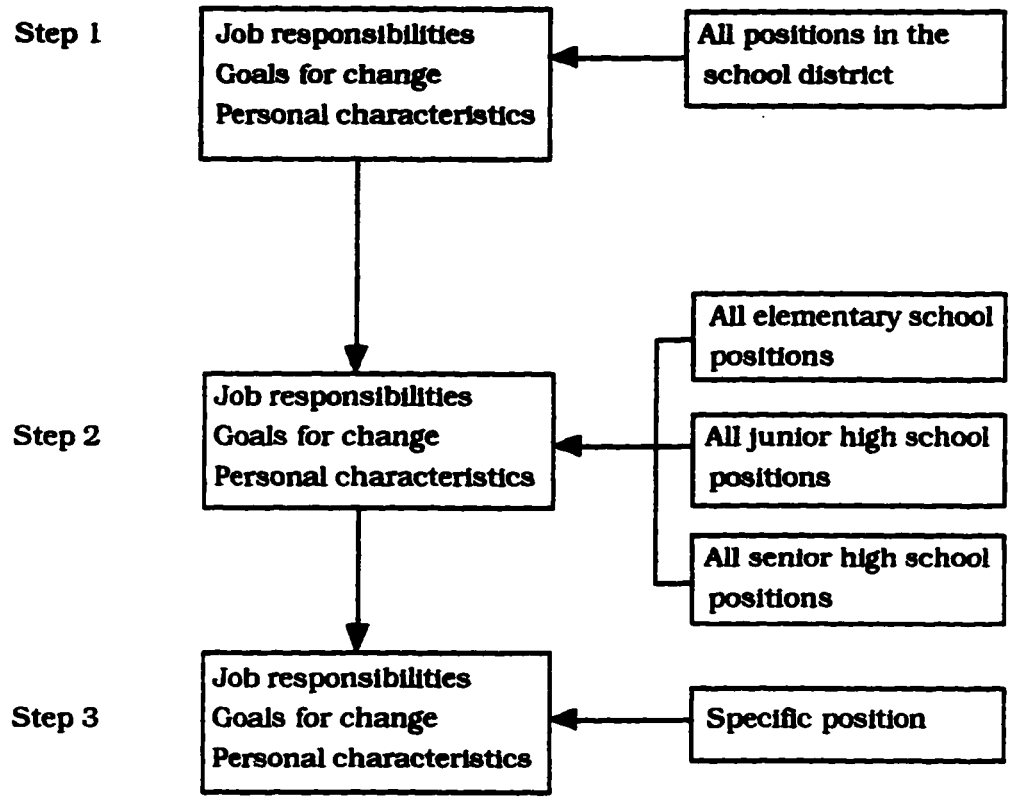 Step 1
Job responsibilities
Goals for change
Personal characteristics
All positions in the
school district
All elementary school
positions
Step 2
Job responsibilities
Goals for change
Personal characteristics
All junior high school
positions
All senior high school
positions
Step 3
Job responsibilities
Goals for change
Personal characteristics
Specific position